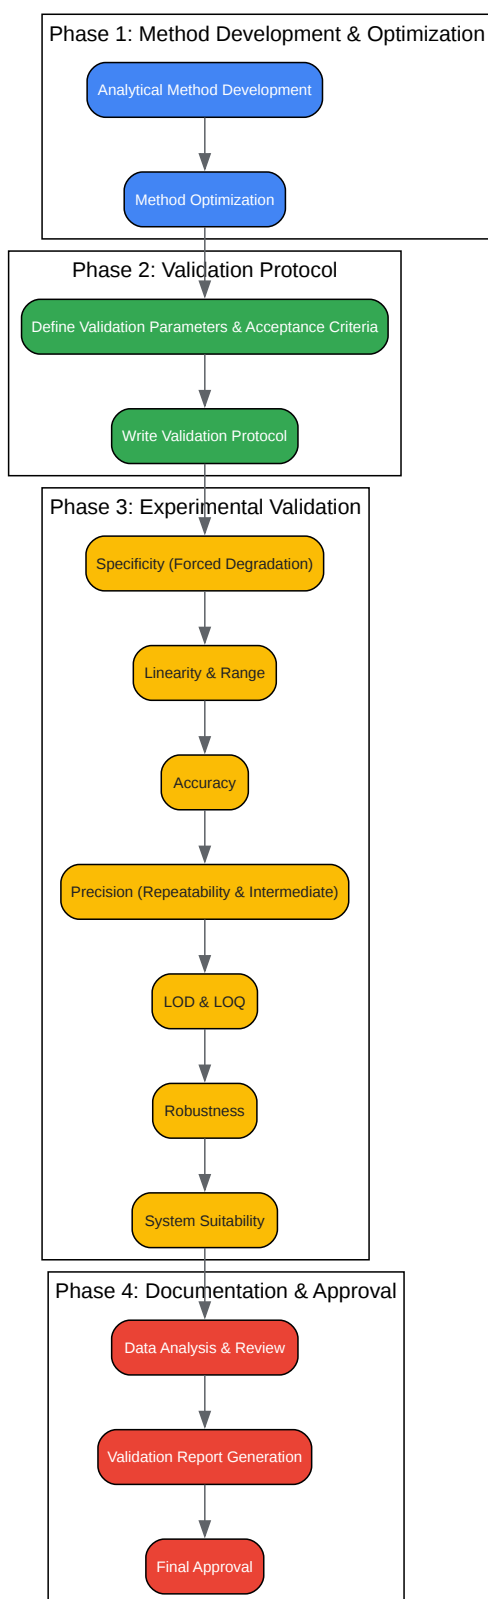 Phase 1: Method Development & Optimization
Analytical Method Development
Method Optimization
Phase 2: Validation Protocol
Define Validation Parameters & Acceptance Criteria
Write Validation Protocol
Phase 3: Experimental Validation
Specificity (Forced Degradation)
Linearity & Range
Accuracy
Precision (Repeatability & Intermediate)
LOD & LOQ
Robustness
System Suitability
Phase 4: Documentation & Approval
Data Analysis & Review
Validation Report Generation
Final Approval